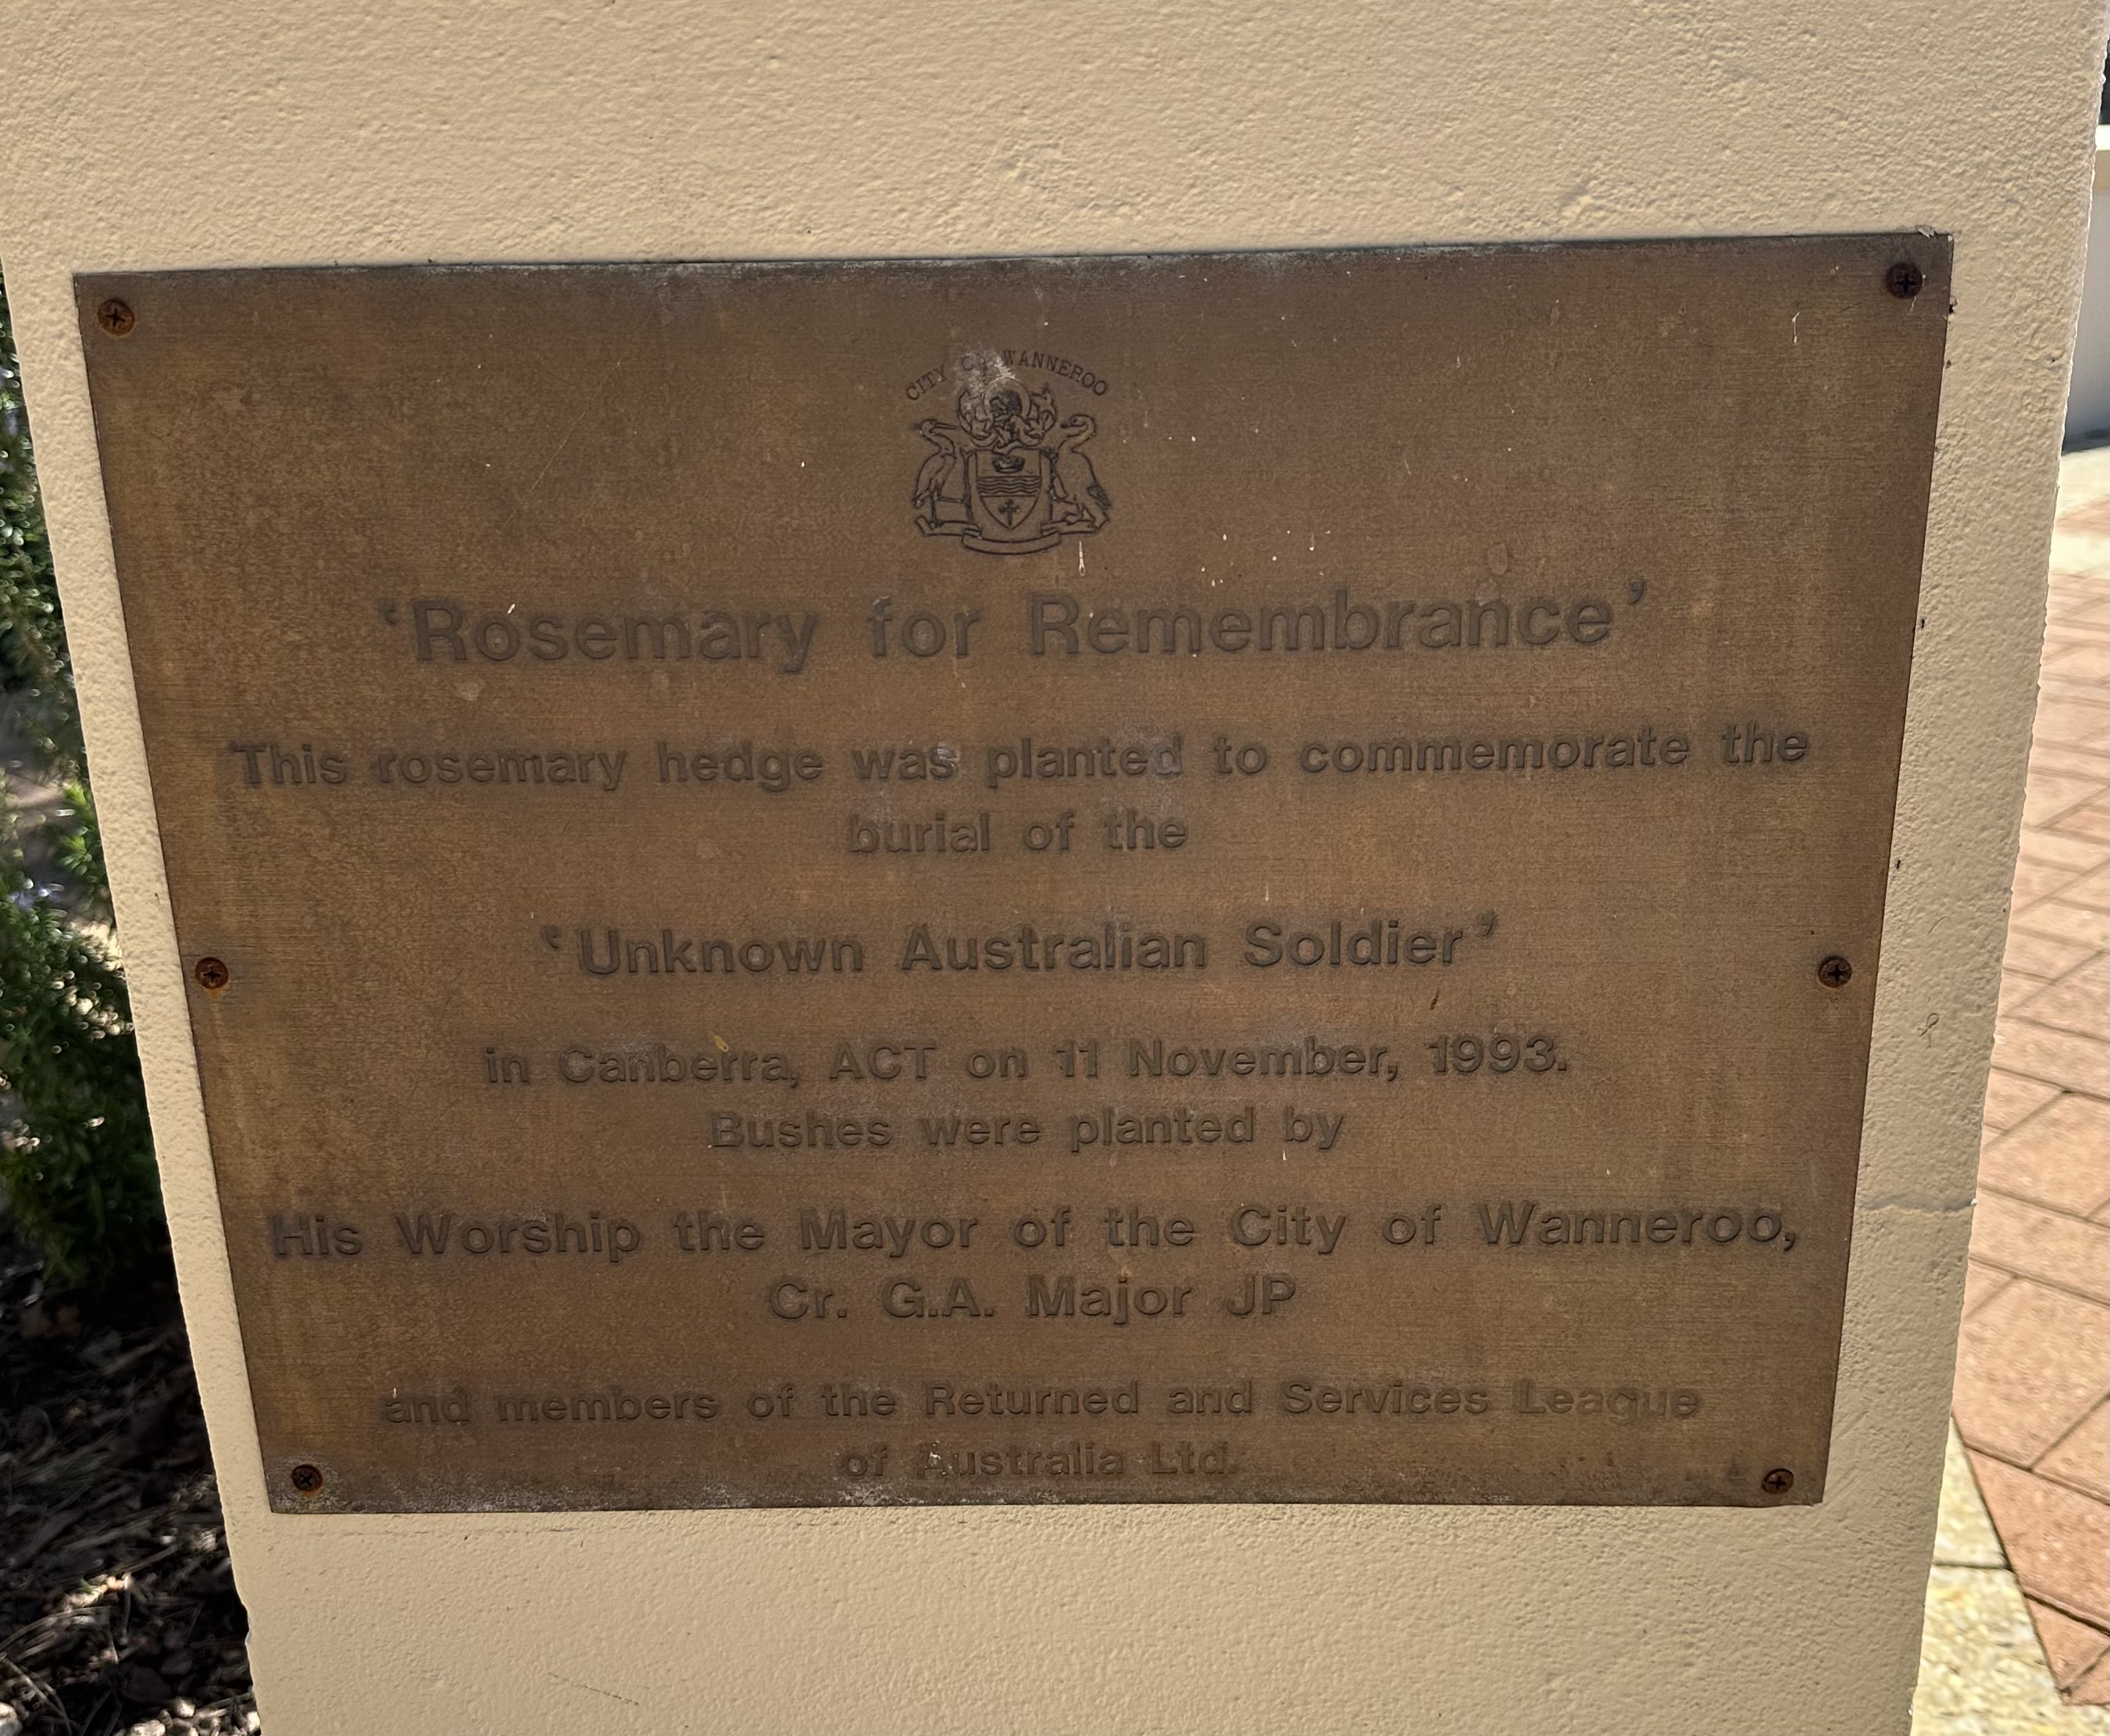 CITY OF WANNEROO
‘Rosemary for Remembrance’
This rosemary hedge was planted to commemorate the
burial of the
‘Unknown Australian Soldier’
in Canberra, ACT on 11 November, 1993.
Bushes were planted by
His Worship the Mayor of the City of Wanneroo,
Cr. G.A. Major JP
and members of the Returned and Services League
of Australia Ltd.